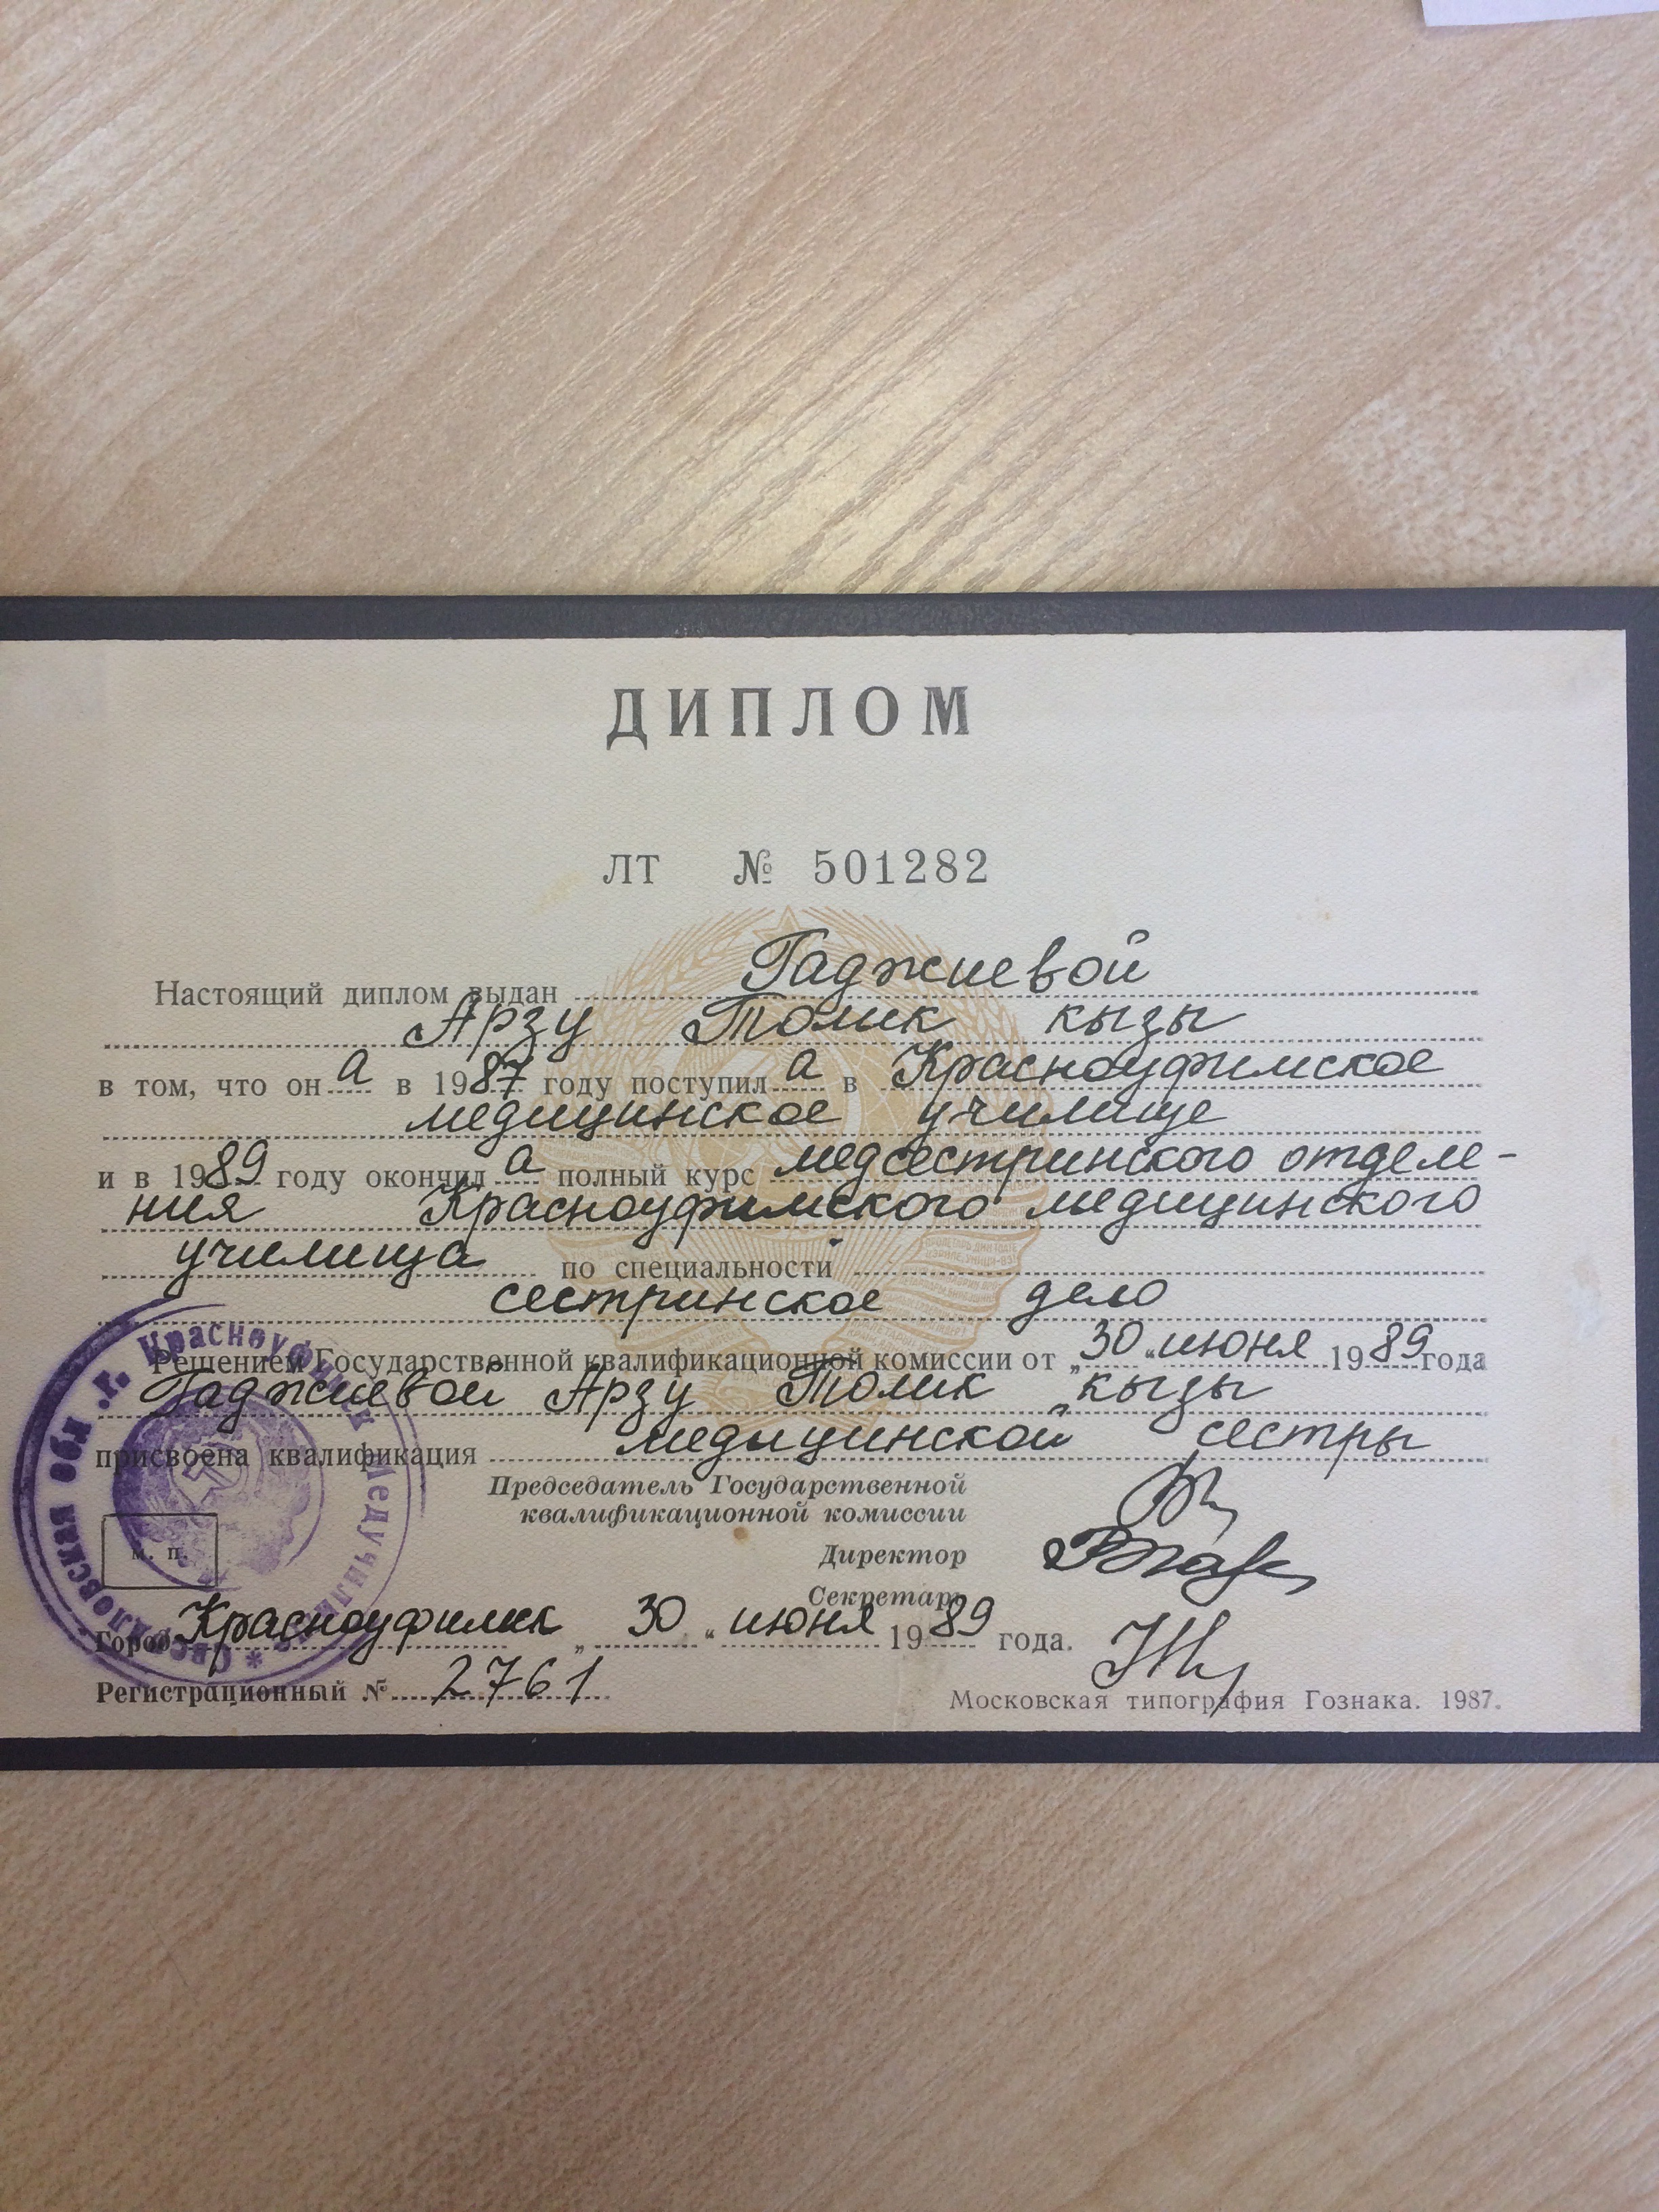 ДИПЛОМ
ЛТ № 501282
Настоящий диплом выдан Гаджиевой
Арзу Толик кызы
в том, что она в 1987 году поступила в Красноуфимское
медицинское училище
и в 1989 году окончила полный курс медсестринского отделе-
ния Красноуфимского медицинского
училища по специальности
сестринское дело
Решением Государственной квалификационной комиссии от „30“ июня 1989 года
Гаджиевой Арзу Толик кызы
присвоена квалификация медицинской сестры
Председатель Государственной
квалификационной комиссии
Директор
Секретарь
м. п.
Город Красноуфимск „30“ июня 1989 года.
Регистрационный № 2761
Московская типография Гознака. 1987.